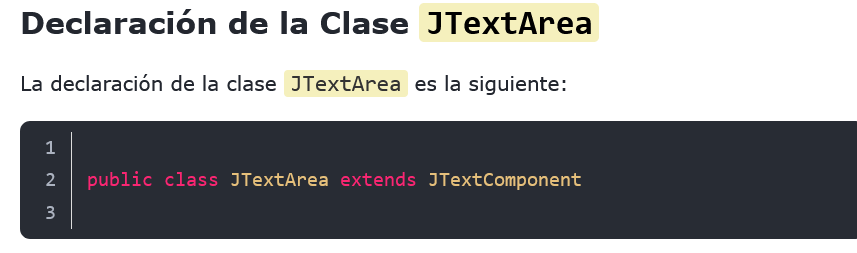 Declaración de la Clase JTextArea
La declaración de la clase JTextArea es la siguiente:
1
2 public class JTextArea extends JTextComponent
3